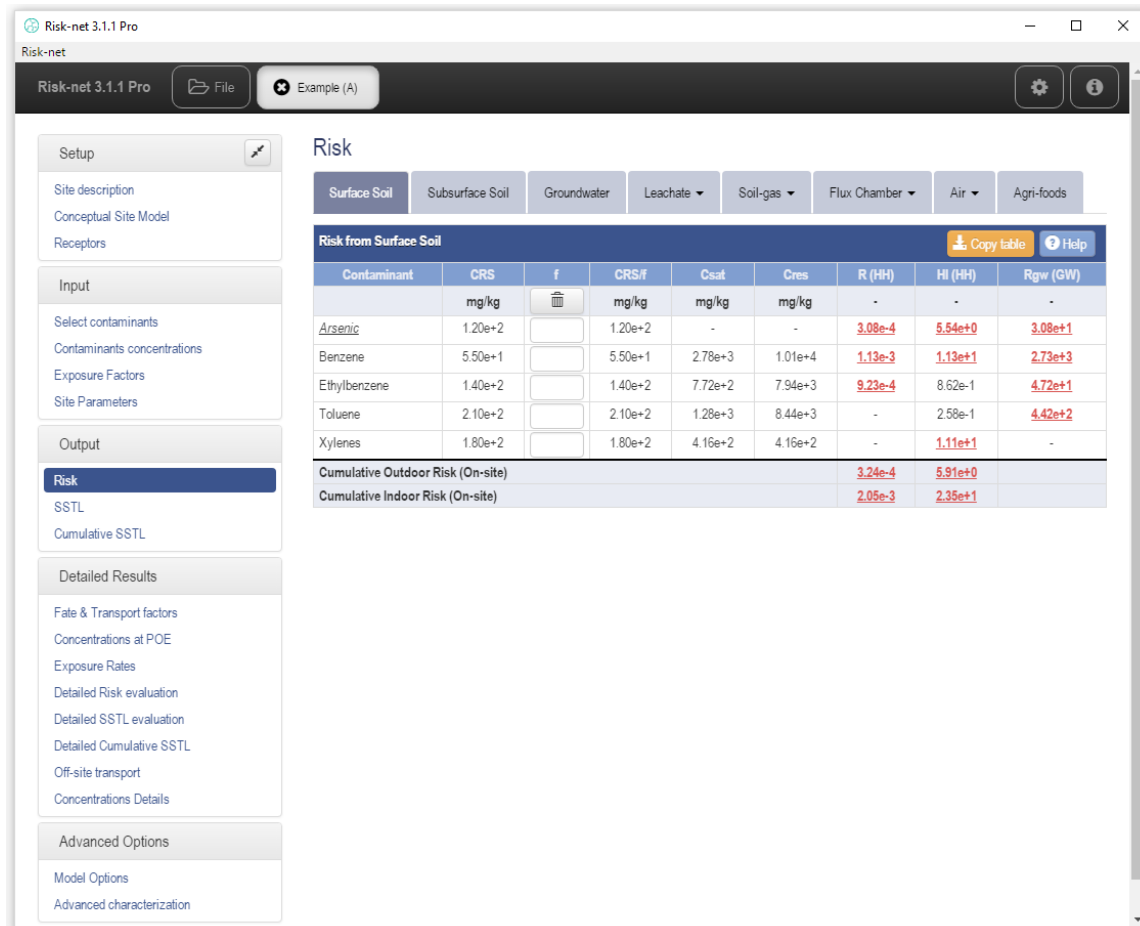 Risk-net 3.1.1 Pro
Risk-net
Risk-net 3.1.1 Pro File Example (A)
Setup
Site description
Conceptual Site Model
Receptors
Input
Select contaminants
Contaminants concentrations
Exposure Factors
Site Parameters
Output
Risk
SSTL
Cumulative SSTL
Detailed Results
Fate & Transport factors
Concentrations at POE
Exposure Rates
Detailed Risk evaluation
Detailed SSTL evaluation
Detailed Cumulative SSTL
Off-site transport
Concentrations Details
Advanced Options
Model Options
Advanced characterization
Risk
Surface Soil Subsurface Soil Groundwater Leachate Soil-gas Flux Chamber Air Agri-foods
Risk from Surface Soil Copy table Help
Contaminant CRS f CRS/f Csat Cres R (HH) HI (HH) Rgw (GW)
mg/kg mg/kg mg/kg mg/kg - - -
Arsenic 1.20e+2 1.20e+2 - - 3.08e-4 5.54e+0 3.08e+1
Benzene 5.50e+1 5.50e+1 2.78e+3 1.01e+4 1.13e-3 1.13e+1 2.73e+3
Ethylbenzene 1.40e+2 1.40e+2 7.72e+2 7.94e+3 9.23e-4 8.62e-1 4.72e+1
Toluene 2.10e+2 2.10e+2 1.28e+3 8.44e+3 - 2.58e-1 4.42e+2
Xylenes 1.80e+2 1.80e+2 4.16e+2 4.16e+2 - 1.11e+1 -
Cumulative Outdoor Risk (On-site) 3.24e-4 5.91e+0
Cumulative Indoor Risk (On-site) 2.05e-3 2.35e+1